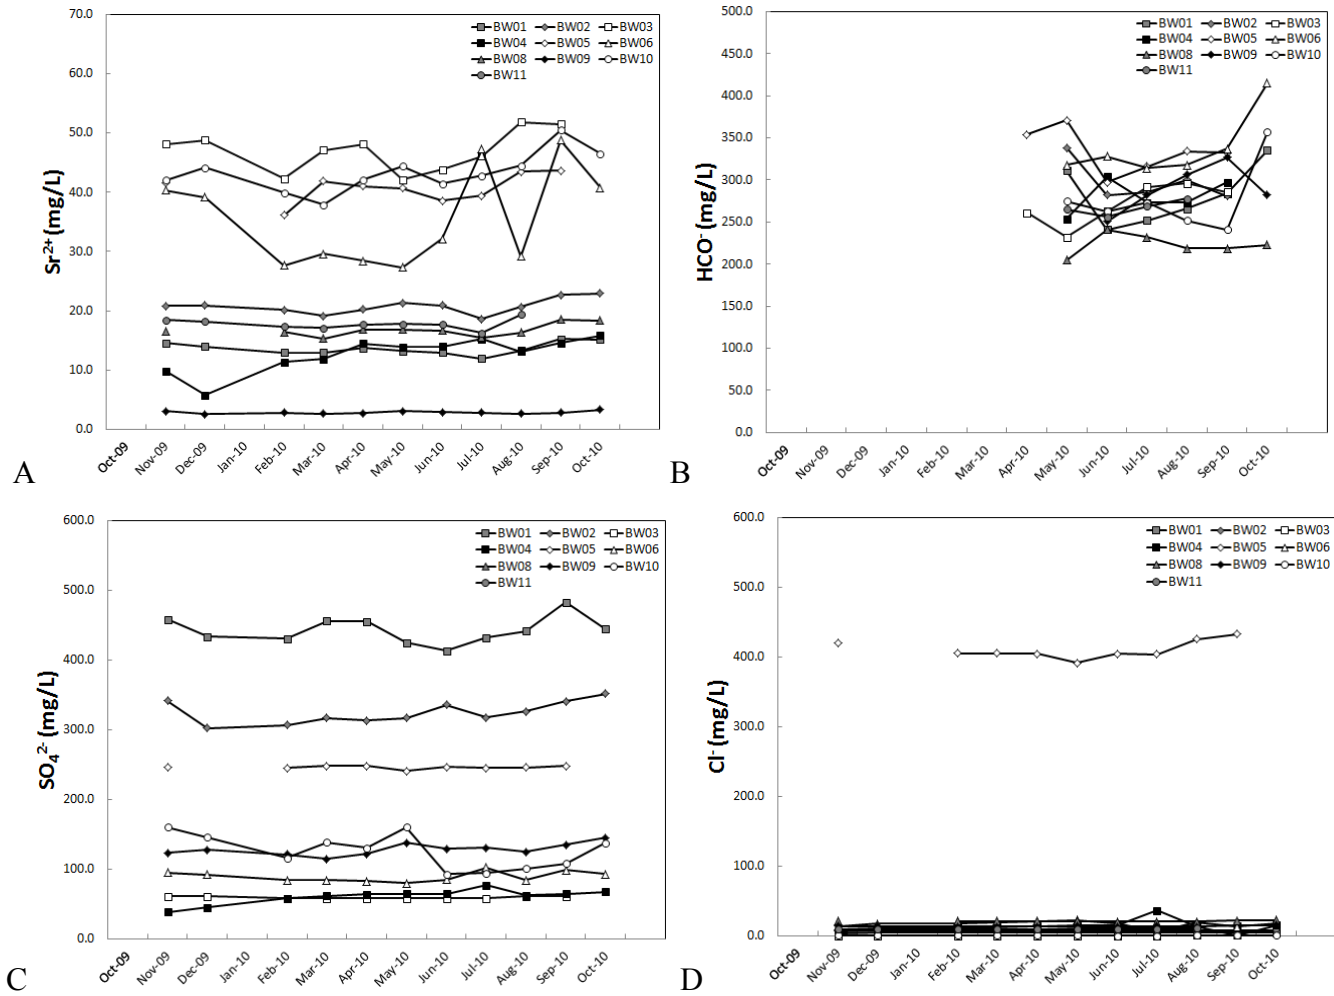 70.0
60.0
50.0
40.0
30.0
20.0
10.0
0.0
Sr2+ (mg/L)
BW01 BW02 BW03
BW04 BW05 BW06
BW08 BW09 BW10
BW11
Oct-09 Nov-09 Dec-09 Jan-10 Feb-10 Mar-10 Apr-10 May-10 Jun-10 Jul-10 Aug-10 Sep-10 Oct-10
A
500.0
450.0
400.0
350.0
300.0
250.0
200.0
150.0
100.0
50.0
0.0
HCO- (mg/L)
BW01 BW02 BW03
BW04 BW05 BW06
BW08 BW09 BW10
BW11
Oct-09 Nov-09 Dec-09 Jan-10 Feb-10 Mar-10 Apr-10 May-10 Jun-10 Jul-10 Aug-10 Sep-10 Oct-10
B
600.0
500.0
400.0
300.0
200.0
100.0
0.0
SO42- (mg/L)
BW01 BW02 BW03
BW04 BW05 BW06
BW08 BW09 BW10
BW11
Oct-09 Nov-09 Dec-09 Jan-10 Feb-10 Mar-10 Apr-10 May-10 Jun-10 Jul-10 Aug-10 Sep-10 Oct-10
C
600.0
500.0
400.0
300.0
200.0
100.0
0.0
Cl- (mg/L)
BW01 BW02 BW03
BW04 BW05 BW06
BW08 BW09 BW10
BW11
Oct-09 Nov-09 Dec-09 Jan-10 Feb-10 Mar-10 Apr-10 May-10 Jun-10 Jul-10 Aug-10 Sep-10 Oct-10
D